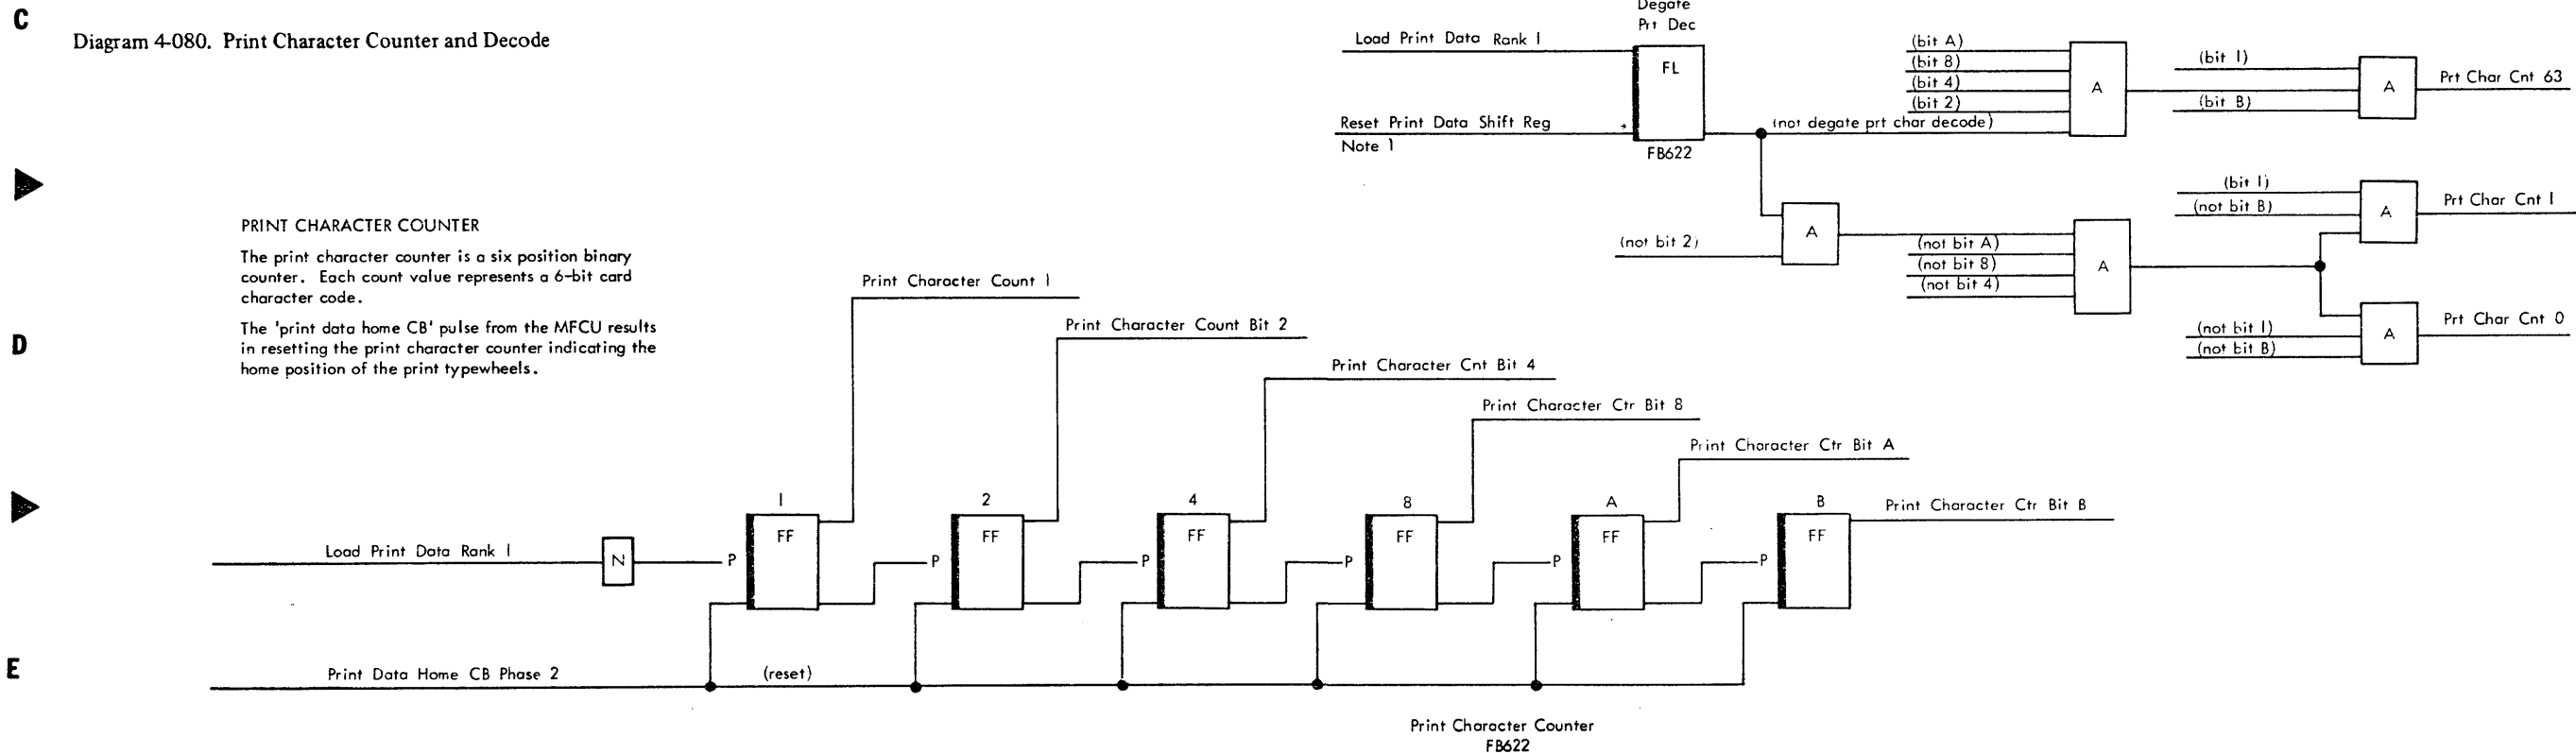 C
Diagram 4-080. Print Character Counter and Decode
Degate
Prt Dec
Load Print Data Rank 1
FL
Reset Print Data Shift Reg
*
Note 1
FB622
(bit A)
(bit 8)
(bit 4)
(bit 2)
(not degate prt char decode)
A
(bit 1)
(bit B)
A
Prt Char Cnt 63
(not bit 2)
A
(not bit A)
(not bit 8)
(not bit 4)
A
(bit 1)
(not bit B)
A
Prt Char Cnt 1
(not bit 1)
(not bit B)
A
Prt Char Cnt 0
PRINT CHARACTER COUNTER
The print character counter is a six position binary
counter. Each count value represents a 6-bit card
character code.
The 'print data home CB' pulse from the MFCU results
in resetting the print character counter indicating the
home position of the print typewheels.
D
Print Character Count 1
Print Character Count Bit 2
Print Character Cnt Bit 4
Print Character Ctr Bit 8
Print Character Ctr Bit A
Print Character Ctr Bit B
1
2
4
8
A
B
FF
FF
FF
FF
FF
FF
Load Print Data Rank 1
N
P
P
P
P
P
P
E
Print Data Home CB Phase 2
(reset)
Print Character Counter
FB622